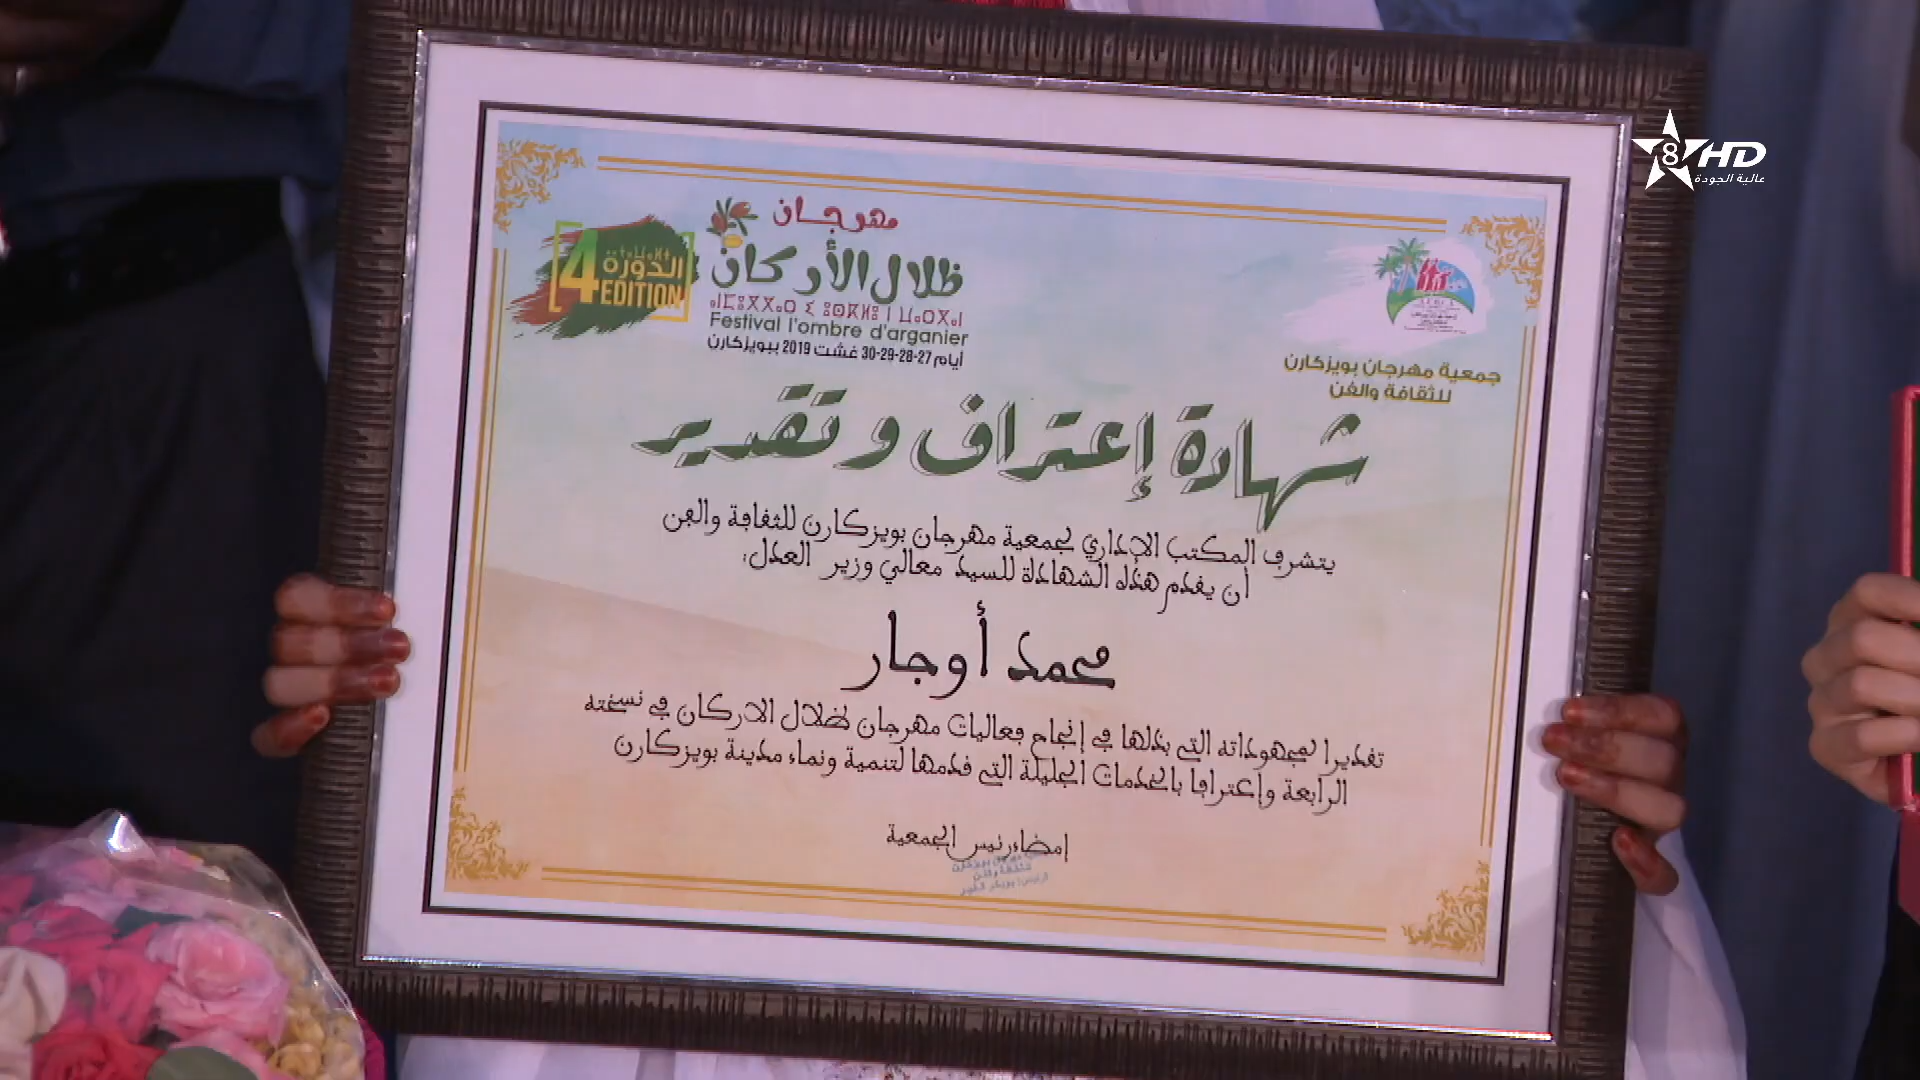 8 HD
عالية الجودة
مهرجان
ظلال الأركان
الدورة
4 EDITION
Festival l'ombre d'arganier
أيام 27-28-29-30 غشت 2019 ببويزكارن
جمعية مهرجان بويزكارن
للثقافة والفن
شهادة إعتراف و تقدير
يتشرف المكتب الإداري لجمعية مهرجان بويزكارن للثقافة والفن
أن يقدم هذه الشهادة للسيد معالي وزير العدل:
محمد أوجار
تقديرا لمجهوداته التي بذلها في إنجاح فعاليات مهرجان ظلال الاركان في نسخته
الرابعة وإعترافا بالخدمات الجليلة التي قدمها لتنمية ونماء مدينة بويزكارن
إمضاء رئيس الجمعية